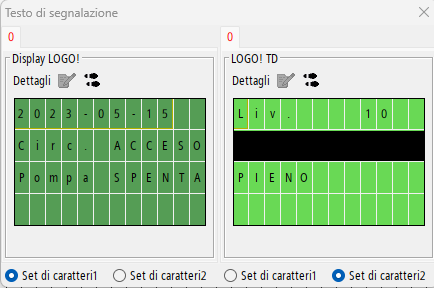 Testo di segnalazione
0
0
Display LOGO!
LOGO! TD
Dettagli
Dettagli
2023-05-15
Circ. ACCESO
Pompa SPENTA
Liv. 10
PIENO
Set di caratteri1
Set di caratteri2
Set di caratteri1
Set di caratteri2